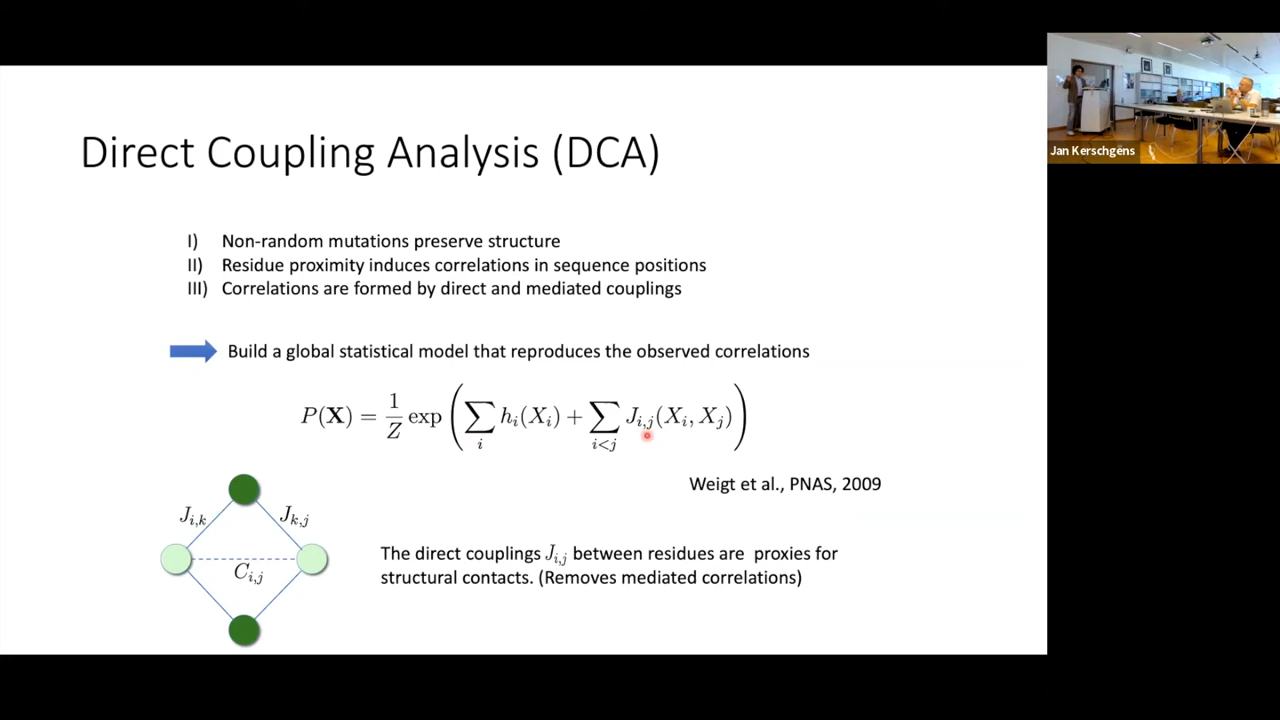 Direct Coupling Analysis (DCA)
I) Non-random mutations preserve structure
II) Residue proximity induces correlations in sequence positions
III) Correlations are formed by direct and mediated couplings
Build a global statistical model that reproduces the observed correlations
P(X) = 1/Z exp ( ∑_i h_i(X_i) + ∑_{i<j} J_{i,j}(X_i, X_j) )
Weigt et al., PNAS, 2009
J_{i,k} J_{k,j}
C_{i,j}
The direct couplings J_{i,j} between residues are proxies for
structural contacts. (Removes mediated correlations)
Jan Kerschgens